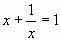 x + 1/x = 1